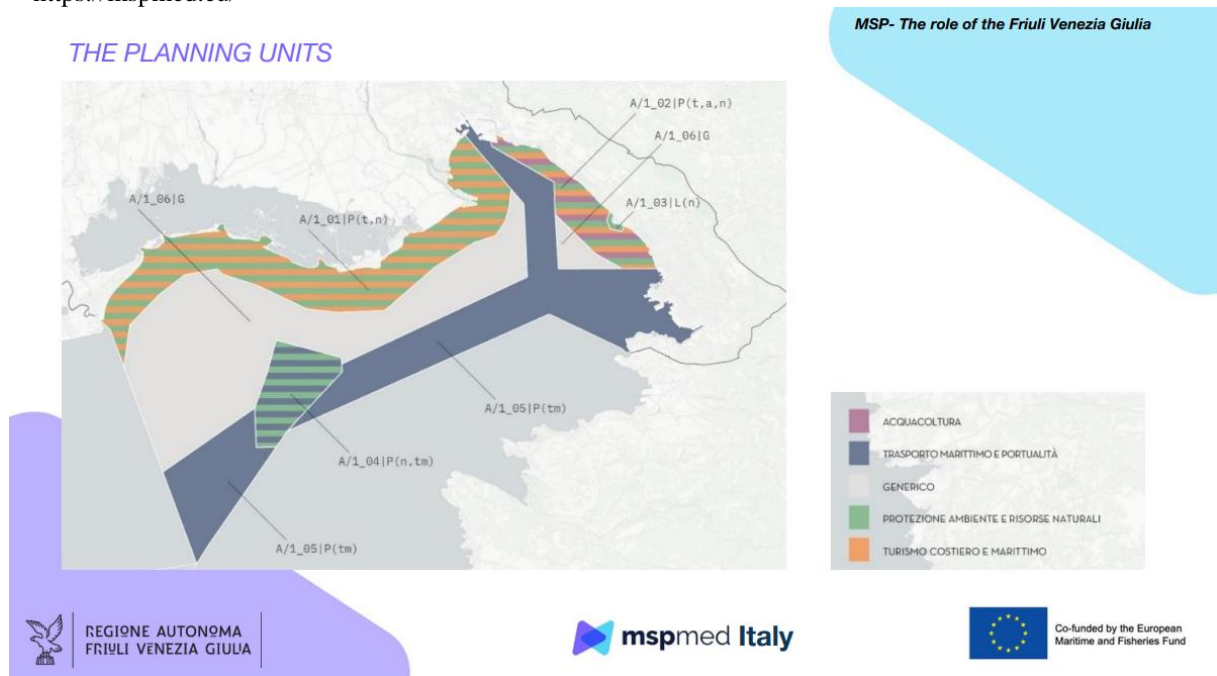 MSP- The role of the Friuli Venezia Giulia
THE PLANNING UNITS
A/1_02|P(t,a,n)
A/1_06|G
A/1_03|L(n)
A/1_06|G
A/1_01|P(t,n)
A/1_05|P(tm)
A/1_04|P(n,tm)
A/1_05|P(tm)
ACQUACOLTURA
TRASPORTO MARITTIMO E PORTUALITÀ
GENERICO
PROTEZIONE AMBIENTE E RISORSE NATURALI
TURISMO COSTIERO E MARITTIMO
REGIONE AUTONOMA
FRIULI VENEZIA GIULIA
mspmed Italy
Co-funded by the European
Maritime and Fisheries Fund